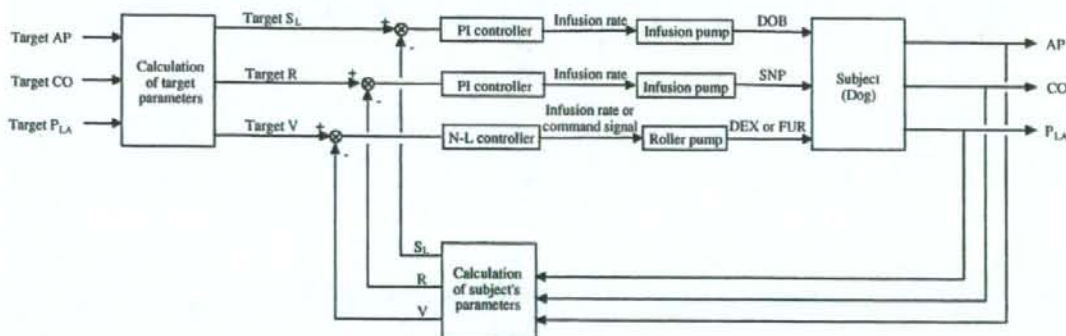 Target AP
Target CO
Target P_LA
Calculation
of target
parameters
Target S_L
+
-
PI controller
Infusion rate
Infusion pump
DOB
Target R
+
-
PI controller
Infusion rate
Infusion pump
SNP
Target V
+
-
N-L controller
Infusion rate or
command signal
Roller pump
DEX or FUR
Subject
(Dog)
AP
CO
P_LA
S_L
R
V
Calculation
of subject's
parameters